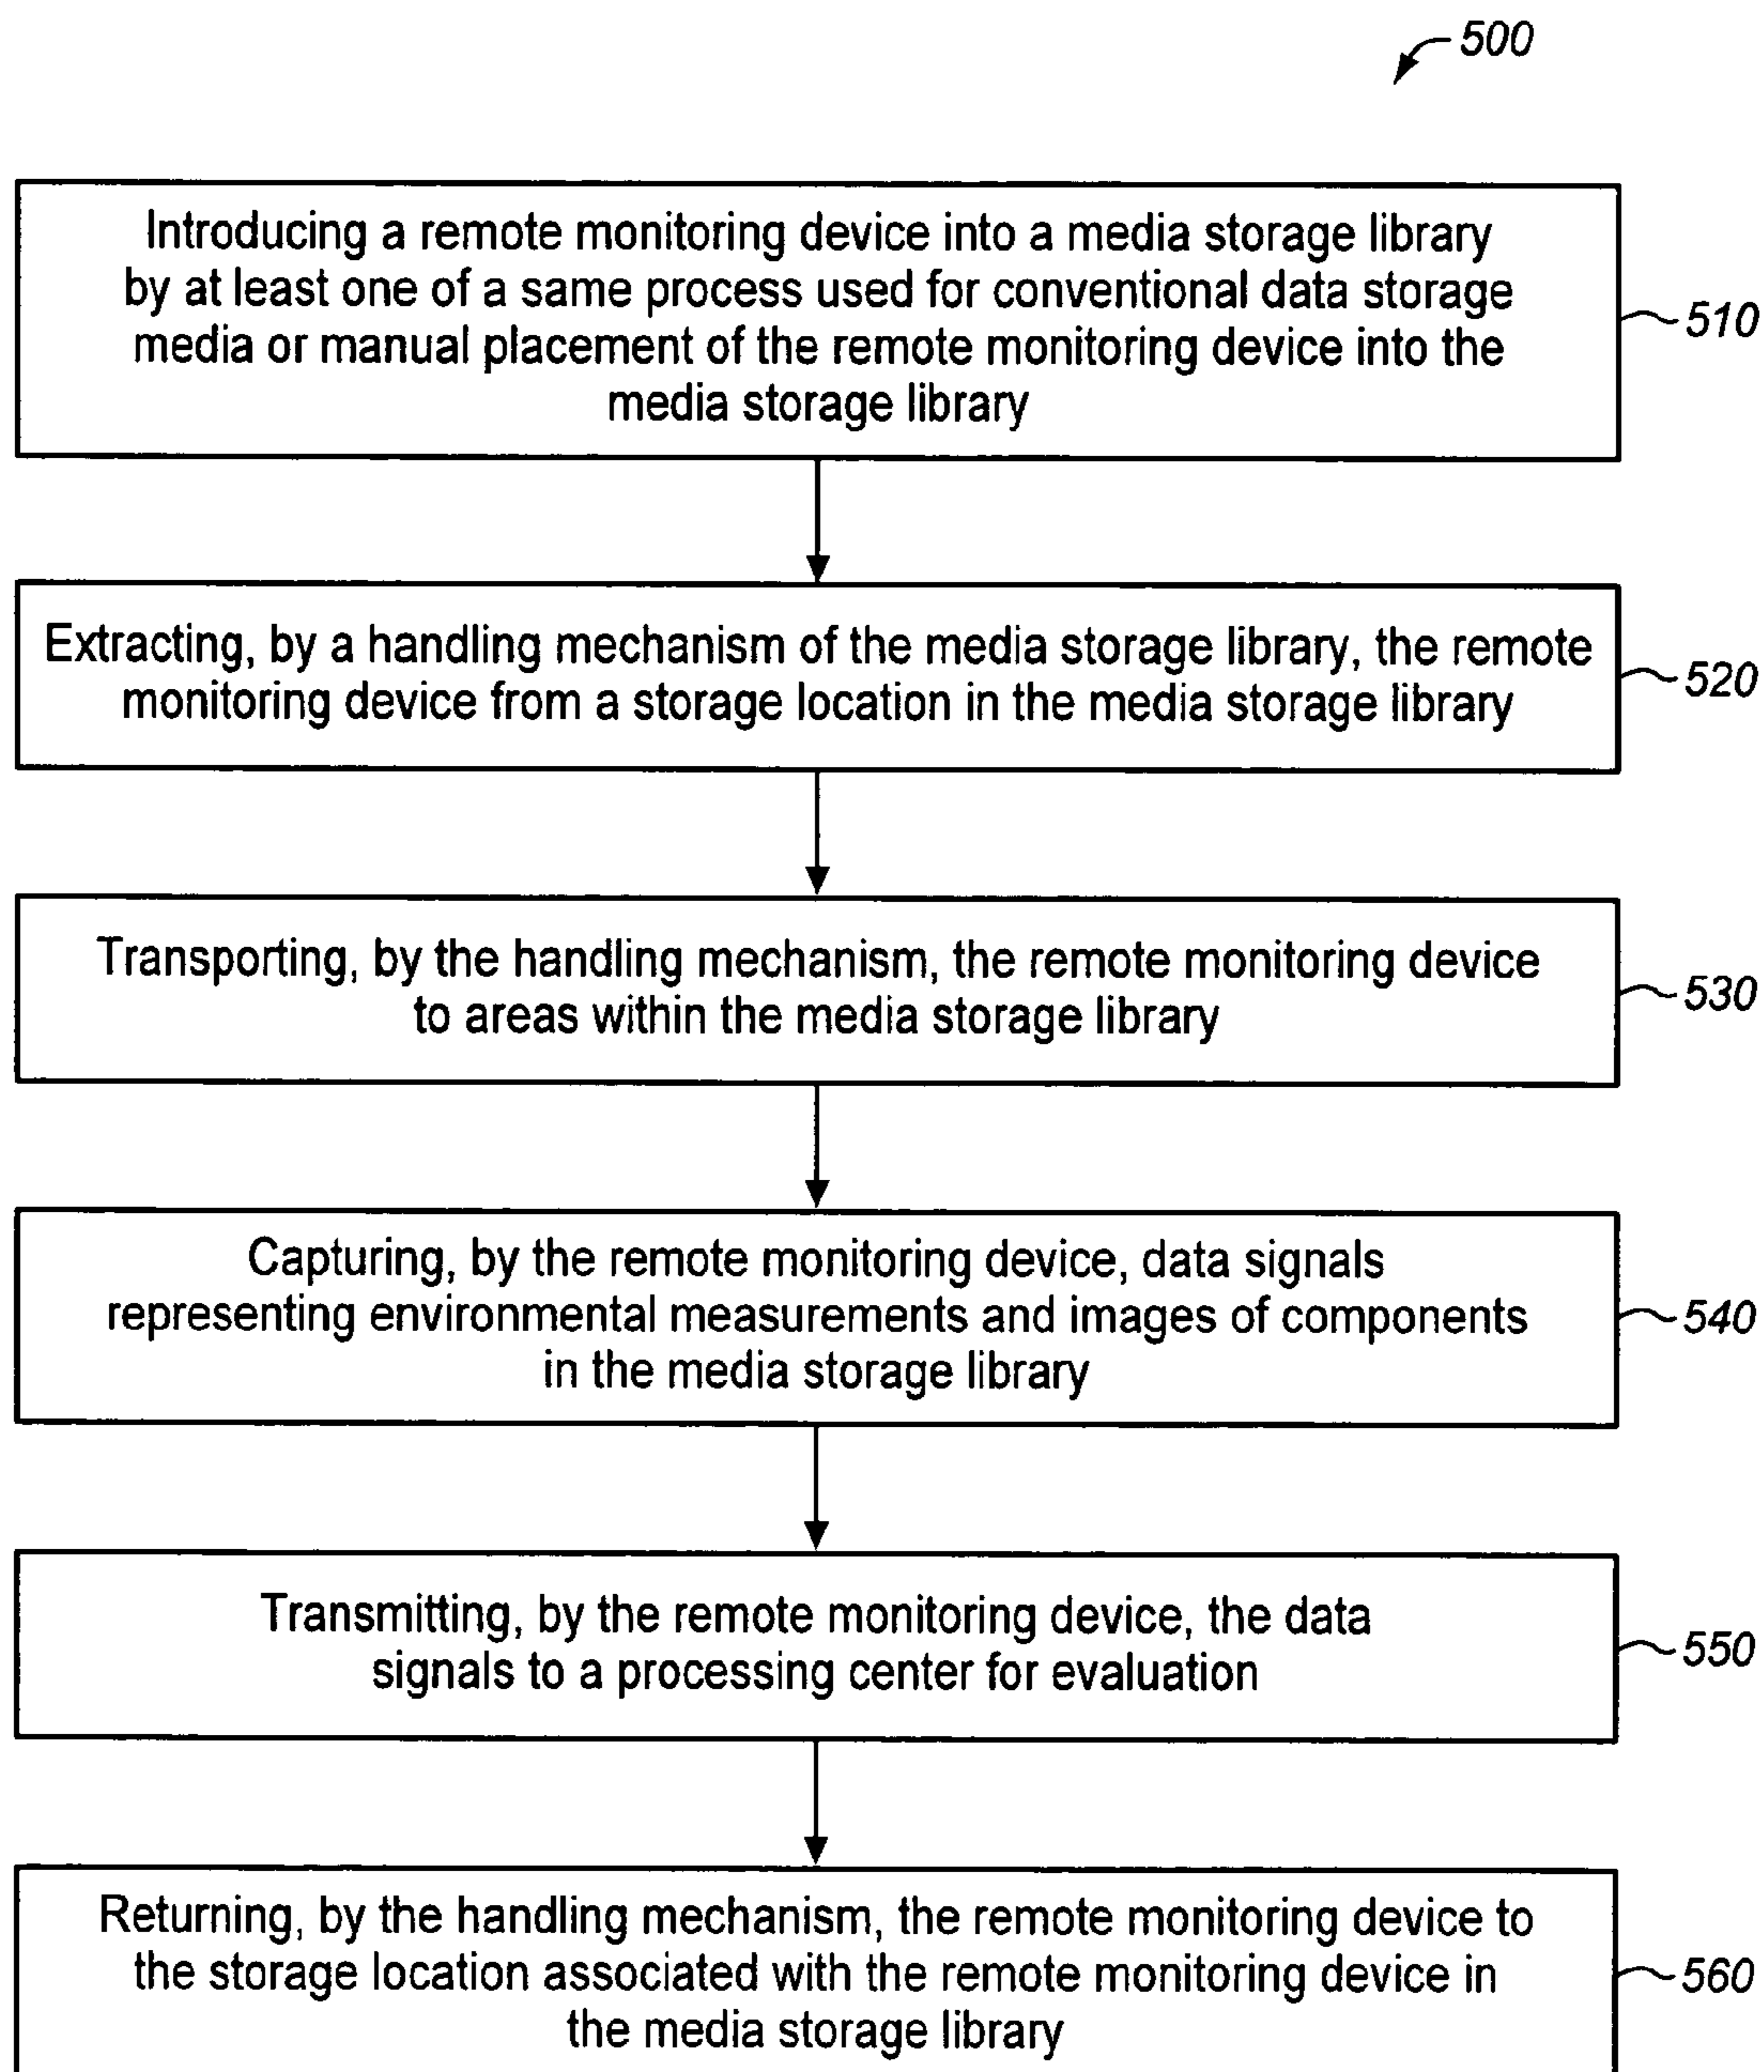 500
Introducing a remote monitoring device into a media storage library
by at least one of a same process used for conventional data storage
media or manual placement of the remote monitoring device into the
media storage library
510
Extracting, by a handling mechanism of the media storage library, the remote
monitoring device from a storage location in the media storage library
520
Transporting, by the handling mechanism, the remote monitoring device
to areas within the media storage library
530
Capturing, by the remote monitoring device, data signals
representing environmental measurements and images of components
in the media storage library
540
Transmitting, by the remote monitoring device, the data
signals to a processing center for evaluation
550
Returning, by the handling mechanism, the remote monitoring device to
the storage location associated with the remote monitoring device in
the media storage library
560